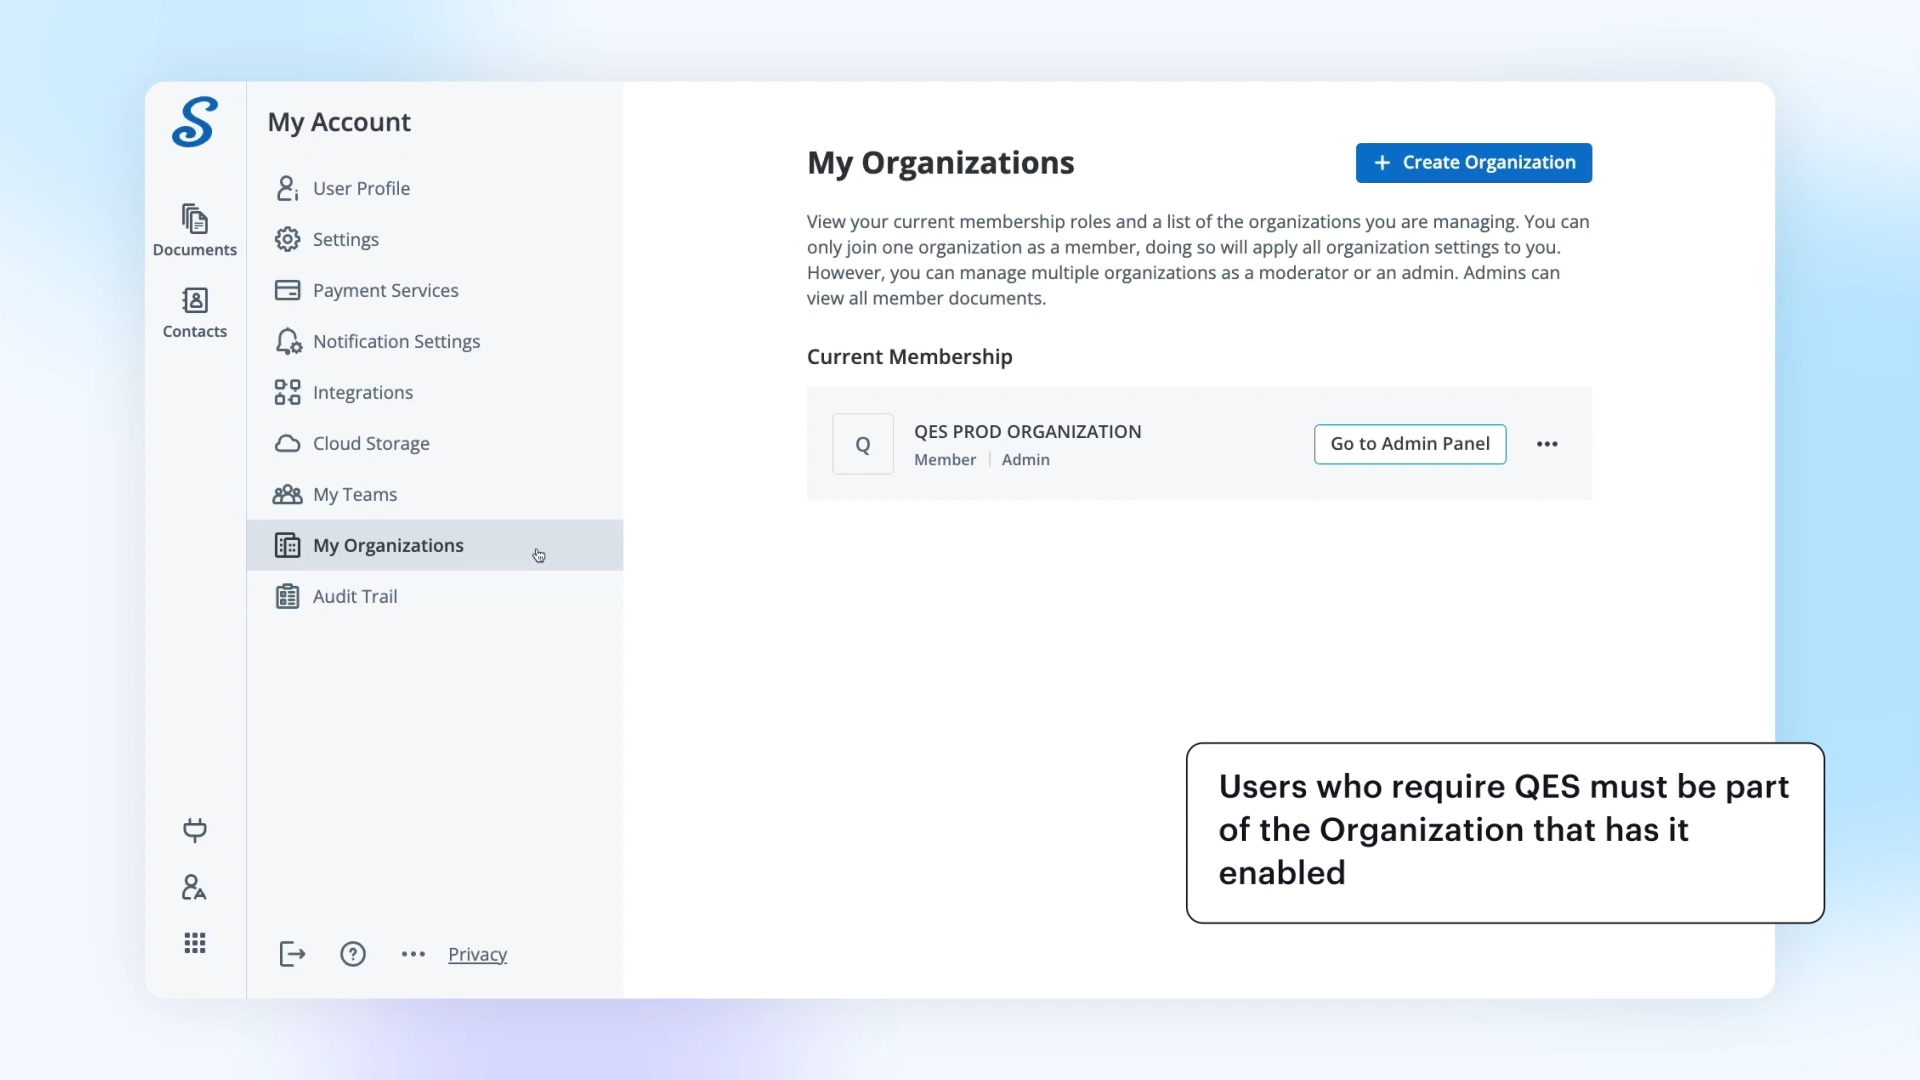 My Account
User Profile
Settings
Payment Services
Notification Settings
Integrations
Cloud Storage
My Teams
My Organizations
Audit Trail
Privacy
Documents
Contacts
My Organizations
+ Create Organization
View your current membership roles and a list of the organizations you are managing. You can
only join one organization as a member, doing so will apply all organization settings to you.
However, you can manage multiple organizations as a moderator or an admin. Admins can
view all member documents.
Current Membership
Q
QES PROD ORGANIZATION
Member | Admin
Go to Admin Panel
Users who require QES must be part
of the Organization that has it
enabled